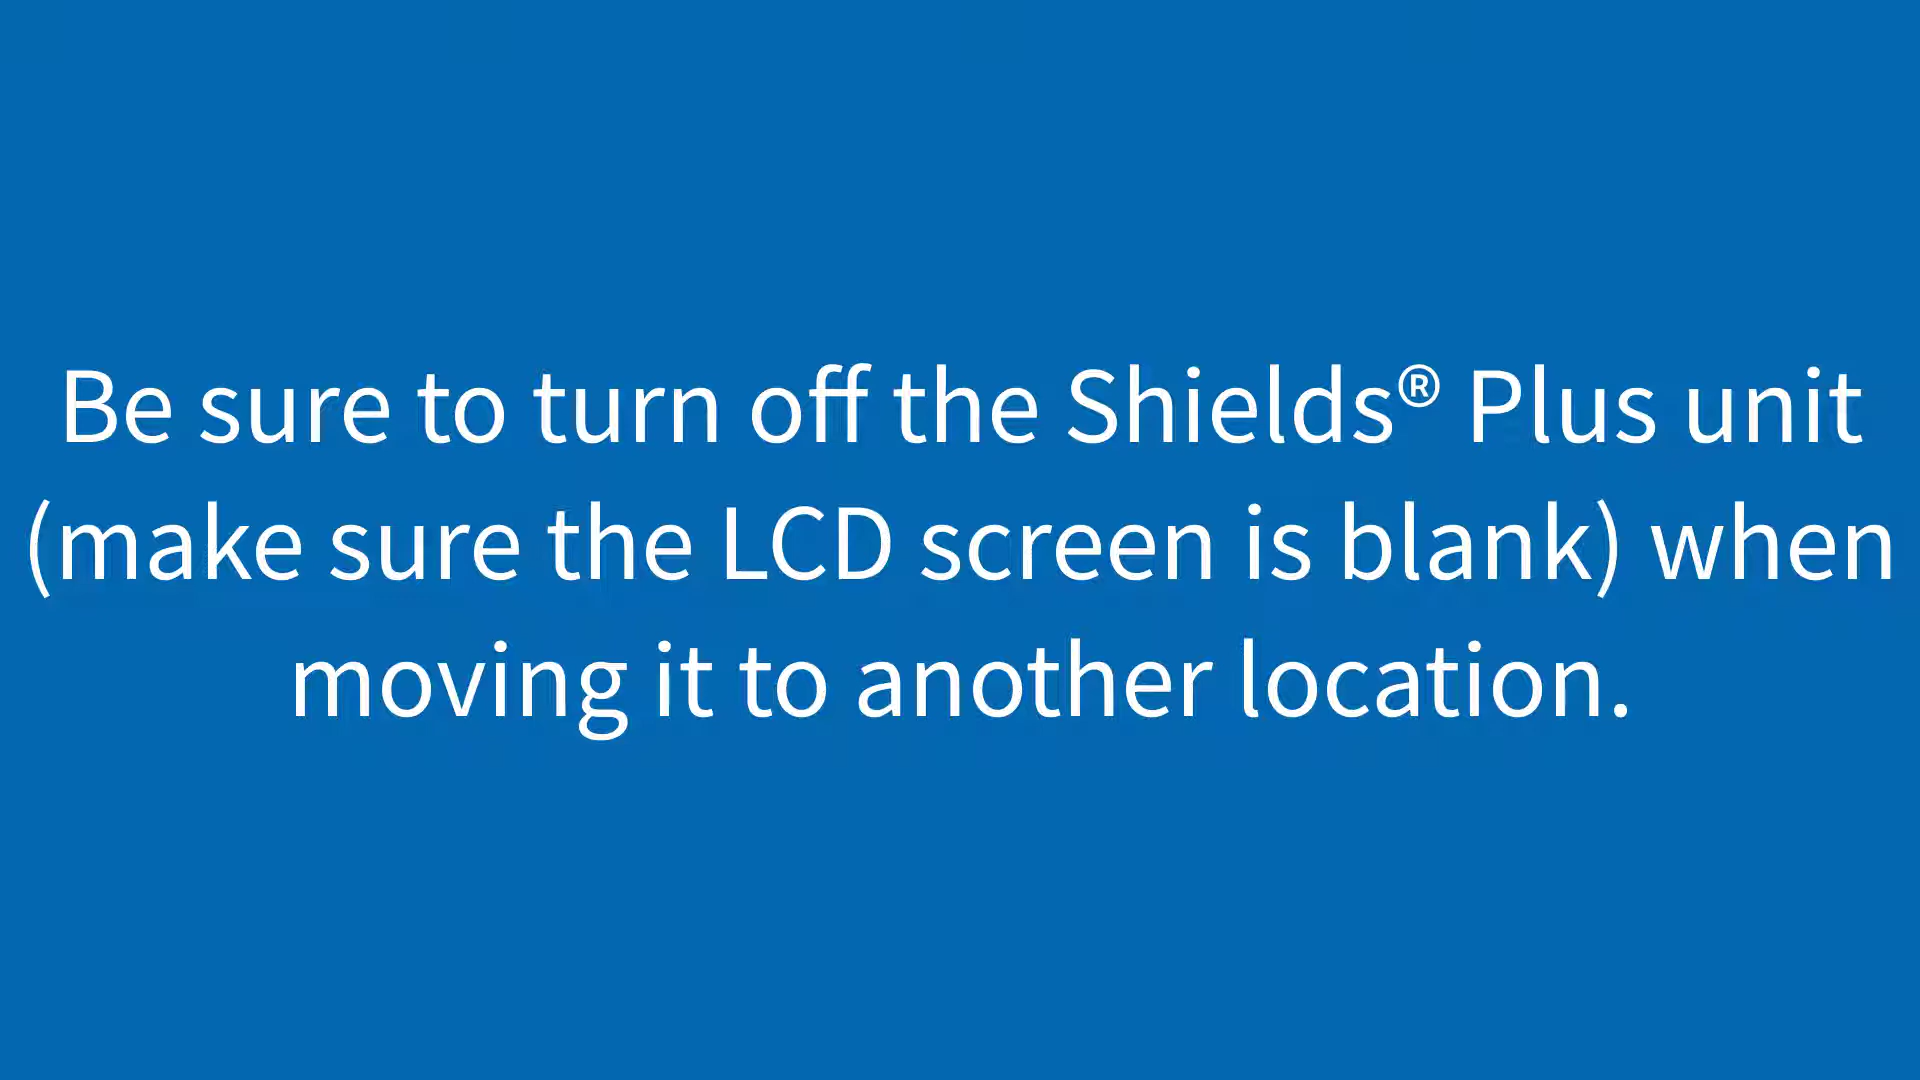 Be sure to turn off the Shields® Plus unit
(make sure the LCD screen is blank) when
moving it to another location.